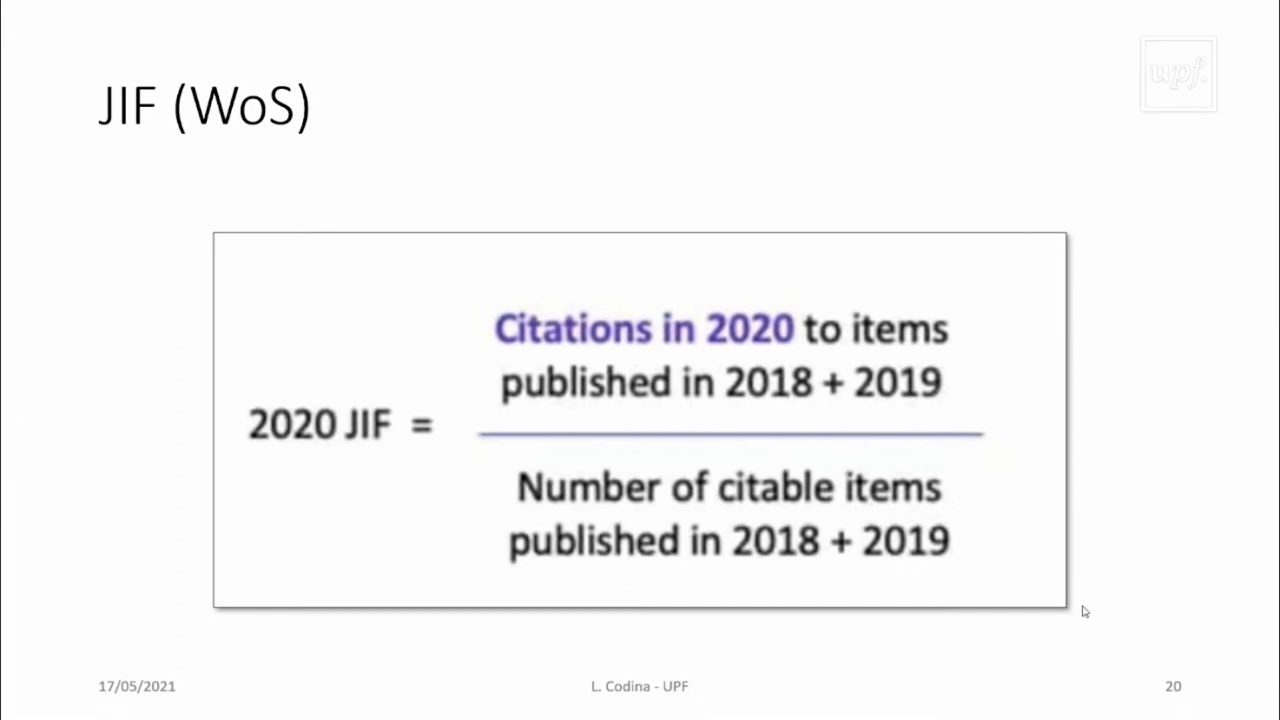 upf.
JIF (WoS)
Citations in 2020 to items
published in 2018 + 2019
2020 JIF =
Number of citable items
published in 2018 + 2019
17/05/2021
L. Codina - UPF
20